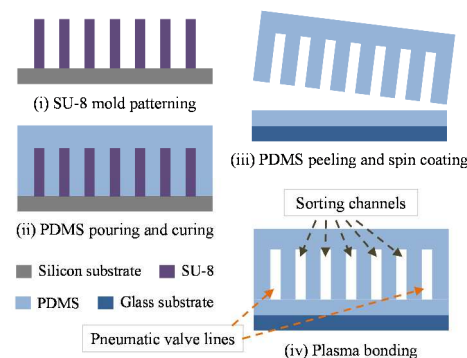 (i) SU-8 mold patterning
(ii) PDMS pouring and curing
(iii) PDMS peeling and spin coating
Sorting channels
Silicon substrate
SU-8
PDMS
Glass substrate
Pneumatic valve lines
(iv) Plasma bonding